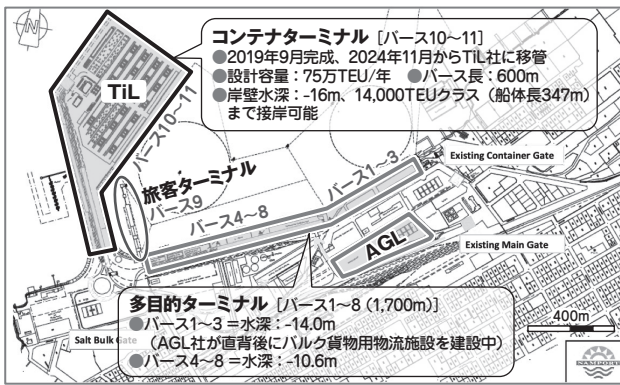 コンテナターミナル [バース10～11]
●2019年9月完成、2024年11月からTiL社に移管
●設計容量：75万TEU/年 ●バース長：600m
●岸壁水深：-16m、14,000TEUクラス（船体長347m）
まで接岸可能
TiL
バース10～11
旅客ターミナル
バース9
バース4～8
バース1～3
Existing Container Gate
AGL
Existing Main Gate
多目的ターミナル [バース1～8（1,700m）]
●バース1～3＝水深：-14.0m
（AGL社が直背後にバルク貨物用物流施設を建設中）
●バース4～8＝水深：-10.6m
Salt Bulk G
400m
NAMPORT